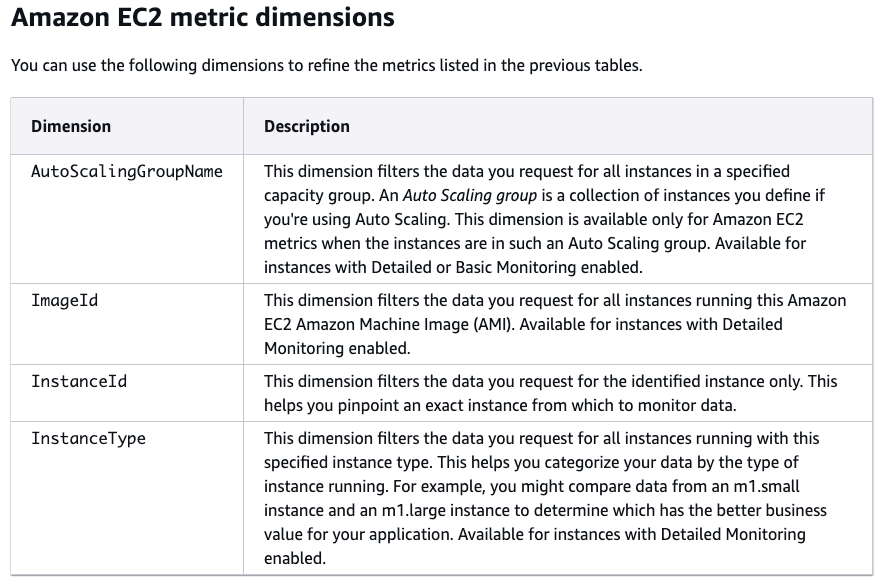 Amazon EC2 metric dimensions
You can use the following dimensions to refine the metrics listed in the previous tables.
Dimension
Description
AutoScalingGroupName
This dimension filters the data you request for all instances in a specified
capacity group. An Auto Scaling group is a collection of instances you define if
you're using Auto Scaling. This dimension is available only for Amazon EC2
metrics when the instances are in such an Auto Scaling group. Available for
instances with Detailed or Basic Monitoring enabled.
ImageId
This dimension filters the data you request for all instances running this Amazon
EC2 Amazon Machine Image (AMI). Available for instances with Detailed
Monitoring enabled.
InstanceId
This dimension filters the data you request for the identified instance only. This
helps you pinpoint an exact instance from which to monitor data.
InstanceType
This dimension filters the data you request for all instances running with this
specified instance type. This helps you categorize your data by the type of
instance running. For example, you might compare data from an m1.small
instance and an m1.large instance to determine which has the better business
value for your application. Available for instances with Detailed Monitoring
enabled.